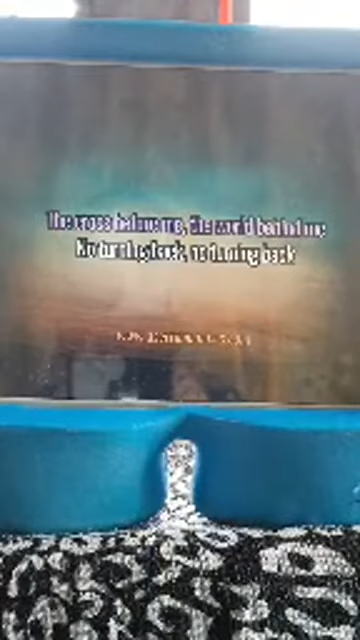 The cross before me, the world behind me
No turning back, no turning back